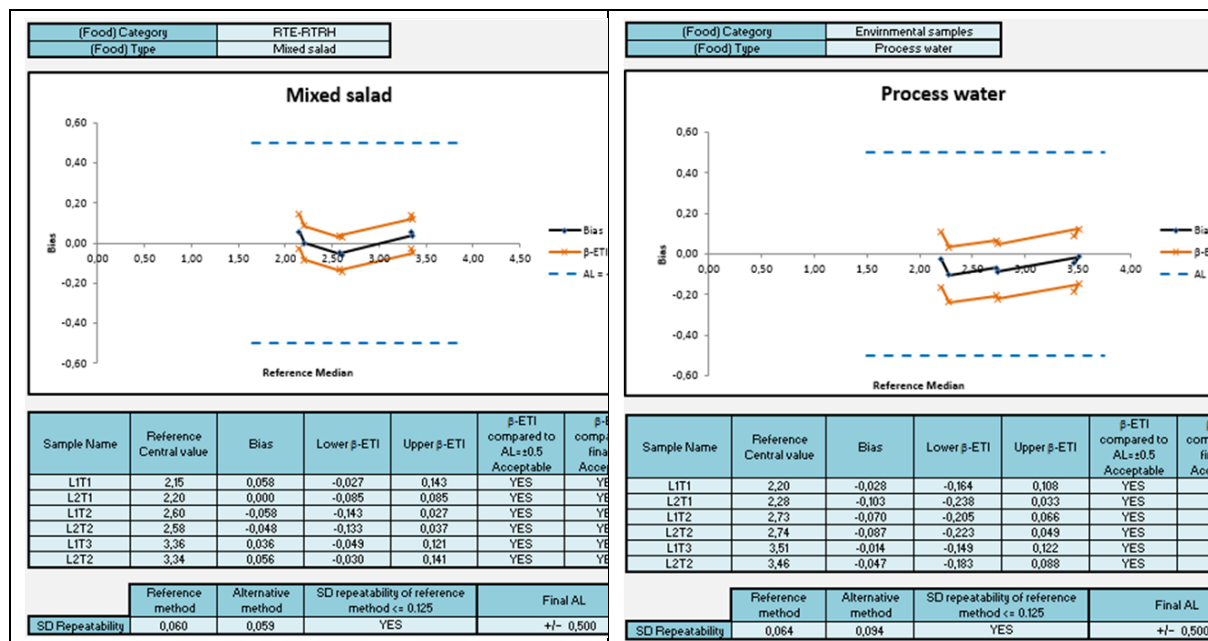 (Food) Category RTE-RTRH
(Food) Type Mixed salad
Mixed salad
0,60
0,40
0,20
0,00
-0,20
-0,40
-0,60
Bias
0,00 0,50 1,00 1,50 2,00 2,50 3,00 3,50 4,00 4,50
Reference Median
Bias
β-ETI
AL =
Sample Name Reference Central value Bias Lower β-ETI Upper β-ETI β-ETI compared to AL=±0.5 Acceptable
L1T1 2,15 0,058 -0,027 0,143 YES
L2T1 2,20 0,000 -0,085 0,085 YES
L1T2 2,60 -0,058 -0,143 0,027 YES
L2T2 2,58 -0,048 -0,133 0,037 YES
L1T3 3,36 0,036 -0,049 0,121 YES
L2T2 3,34 0,056 -0,030 0,141 YES
Reference method Alternative method SD repeatability of reference method <= 0.125 Final AL
SD Repeatability 0,060 0,059 YES +/- 0,500
(Food) Category Envirnmental samples
(Food) Type Process water
Process water
0,60
0,40
0,20
0,00
-0,20
-0,40
-0,60
Bias
0,00 0,50 1,00 1,50 2,00 2,50 3,00 3,50 4,00
Reference Median
AL
Sample Name Reference Central value Bias Lower β-ETI Upper β-ETI β-ETI compared to AL=±0.5 Acceptable
L1T1 2,20 -0,028 -0,164 0,108 YES
L2T1 2,28 -0,103 -0,238 0,033 YES
L1T2 2,73 -0,070 -0,205 0,066 YES
L2T2 2,74 -0,087 -0,223 0,049 YES
L1T3 3,51 -0,014 -0,149 0,122 YES
L2T2 3,46 -0,047 -0,183 0,088 YES
Reference method Alternative method SD repeatability of reference method <= 0.125 Final AL
SD Repeatability 0,064 0,094 YES +/- 0,500